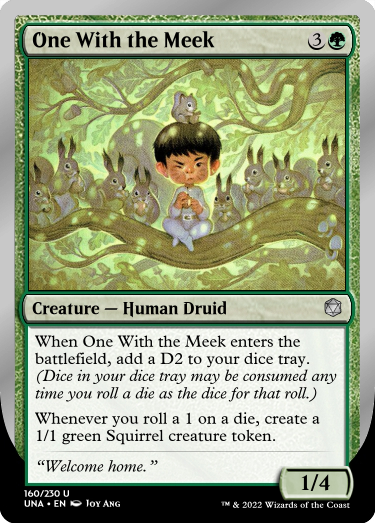 One With the Meek 3
Creature — Human Druid
When One With the Meek enters the
battlefield, add a D2 to your dice tray.
(Dice in your dice tray may be consumed any
time you roll a die as the dice for that roll.)
Whenever you roll a 1 on a die, create a
1/1 green Squirrel creature token.
“Welcome home.”
1/4
160/230 U
UNA • EN Toy Ang
™ & 2022 Wizards of the Coast